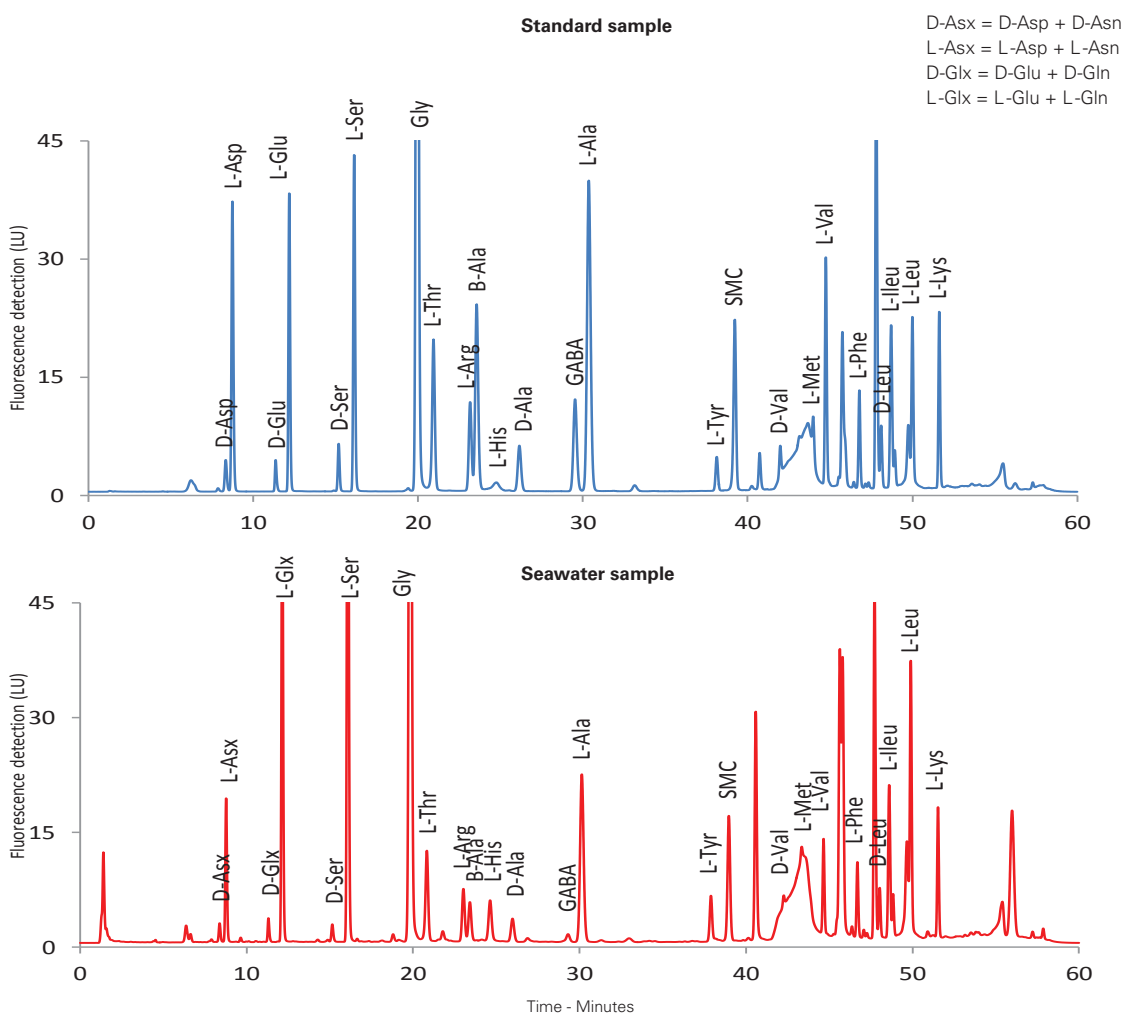 Standard sample
D-Asx = D-Asp + D-Asn
L-Asx = L-Asp + L-Asn
D-Glx = D-Glu + D-Gln
L-Glx = L-Glu + L-Gln
Fluorescence detection (LU)
45
30
15
0
D-Asp
L-Asp
D-Glu
L-Glu
D-Ser
L-Ser
Gly
L-Thr
L-Arg
B-Ala
L-His
D-Ala
GABA
L-Ala
L-Tyr
SMC
D-Val
L-Met
L-Val
L-Phe
D-Leu
L-Ileu
L-Leu
L-Lys
0 10 20 30 40 50 60
Seawater sample
Fluorescence detection (LU)
45
30
15
0
D-Asx
L-Asx
D-Glx
L-Glx
D-Ser
L-Ser
Gly
L-Thr
L-Arg
B-Ala
L-His
D-Ala
GABA
L-Ala
L-Tyr
SMC
D-Val
L-Met
L-Val
L-Phe
D-Leu
L-Ileu
L-Leu
L-Lys
0 10 20 30 40 50 60
Time - Minutes